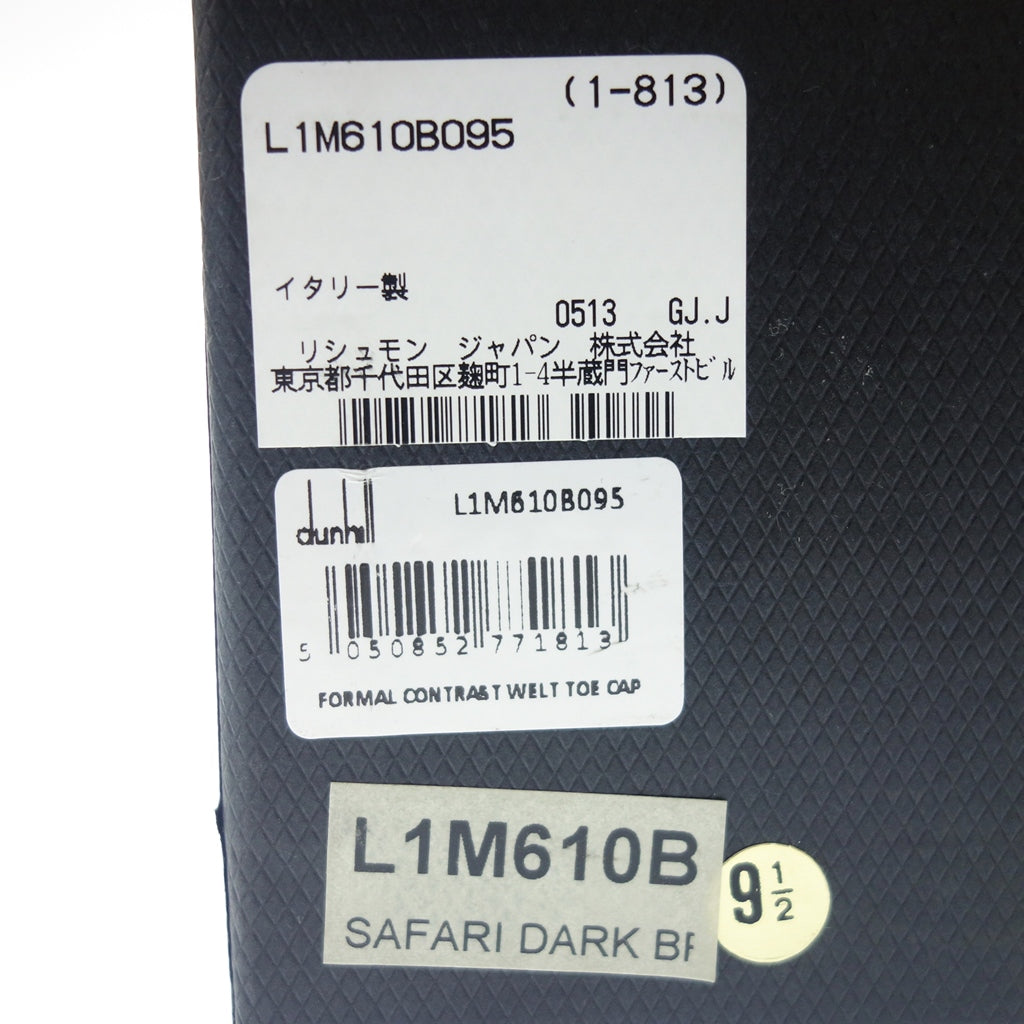 (1-813)
L1M610B095
イタリー製
0513 GJ.J
リシュモン ジャパン 株式会社
東京都千代田区麹町1-4半蔵門ファーストビル
dunhill
L1M610B095
5 050852 771813
FORMAL CONTRAST WELT TOE CAP
L1M610B
SAFARI DARK BR
9 1/2